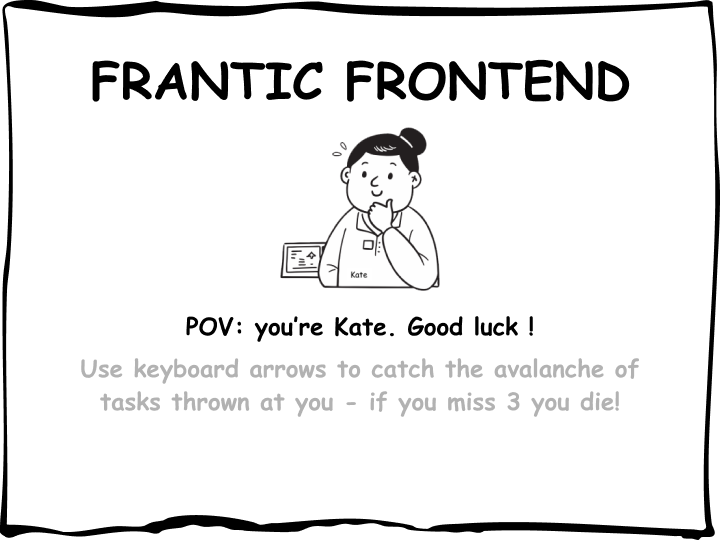 FRANTIC FRONTEND
Kate
POV: you're Kate. Good luck !
Use keyboard arrows to catch the avalanche of
tasks thrown at you - if you miss 3 you die!